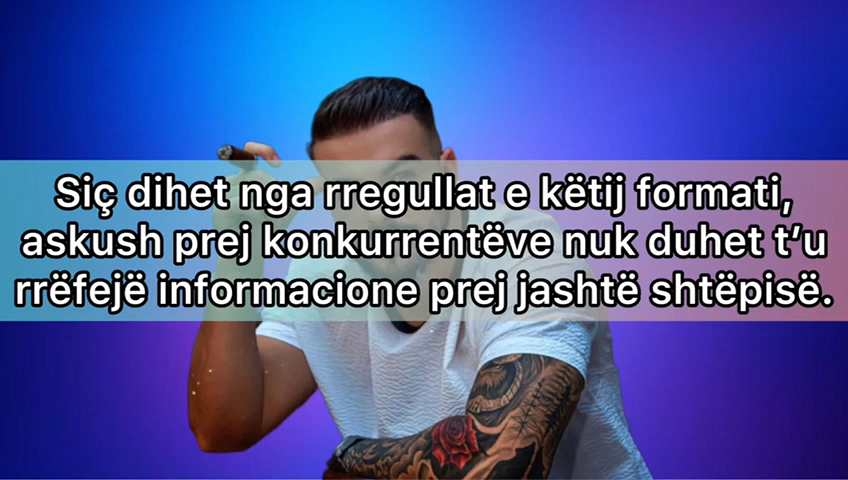 Siç dihet nga rregullat e këtij formati,
askush prej konkurrentëve nuk duhet t’u
rrëfejë informacione prej jashtë shtëpisë.